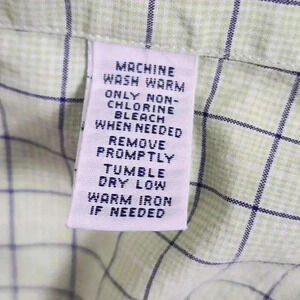 MACHINE
WASH WARM
ONLY NON-
CHLORINE
BLEACH
WHEN NEEDED
REMOVE
PROMPTLY
TUMBLE
DRY LOW
WARM IRON
IF NEEDED